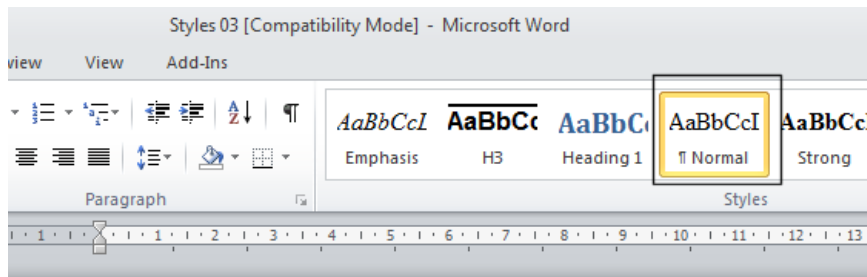 Styles 03 [Compatibility Mode] - Microsoft Word
view View Add-Ins
AaBbCcI AaBbCc AaBbC AaBbCcI AaBbCc
Emphasis H3 Heading 1 ¶ Normal Strong
Paragraph Styles
1 1 2 3 4 5 6 7 8 9 10 11 12 13